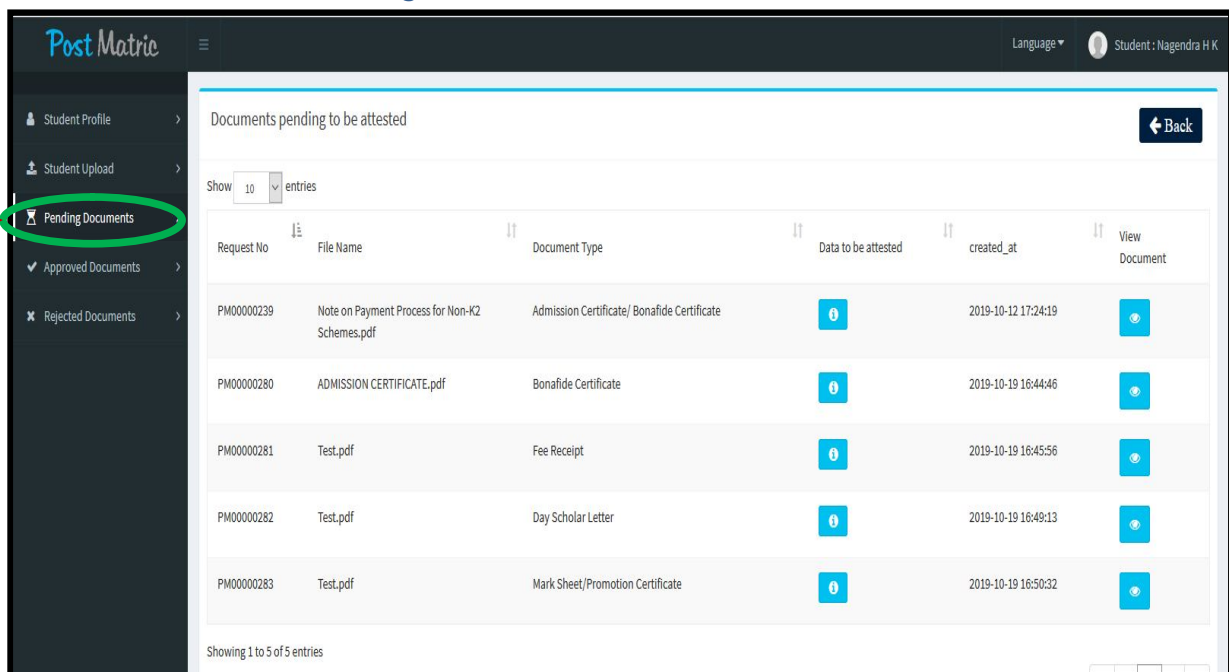 Post Matric
Language
Student : Nagendra H K
Student Profile
Student Upload
Pending Documents
Approved Documents
Rejected Documents
Documents pending to be attested
Back
Show 10 entries
Request No File Name Document Type Data to be attested created_at View
Document
PM00000239 Note on Payment Process for Non-K2 Admission Certificate/ Bonafide Certificate 2019-10-12 17:24:19
Schemes.pdf
PM00000280 ADMISSION CERTIFICATE.pdf Bonafide Certificate 2019-10-19 16:44:46
PM00000281 Test.pdf Fee Receipt 2019-10-19 16:45:56
PM00000282 Test.pdf Day Scholar Letter 2019-10-19 16:49:13
PM00000283 Test.pdf Mark Sheet/Promotion Certificate 2019-10-19 16:50:32
Showing 1 to 5 of 5 entries